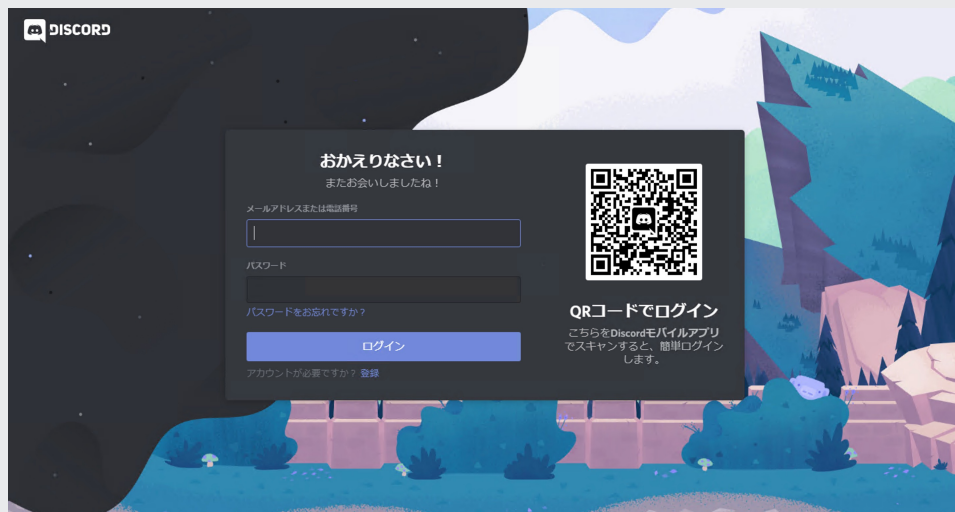 DISCORD
おかえりなさい！
またお会いしましたね！
メールアドレスまたは電話番号
パスワード
パスワードをお忘れですか？
ログイン
アカウントが必要ですか？ 登録
QRコードでログイン
こちらをDiscordモバイルアプリ
でスキャンすると、簡単ログイン
します。